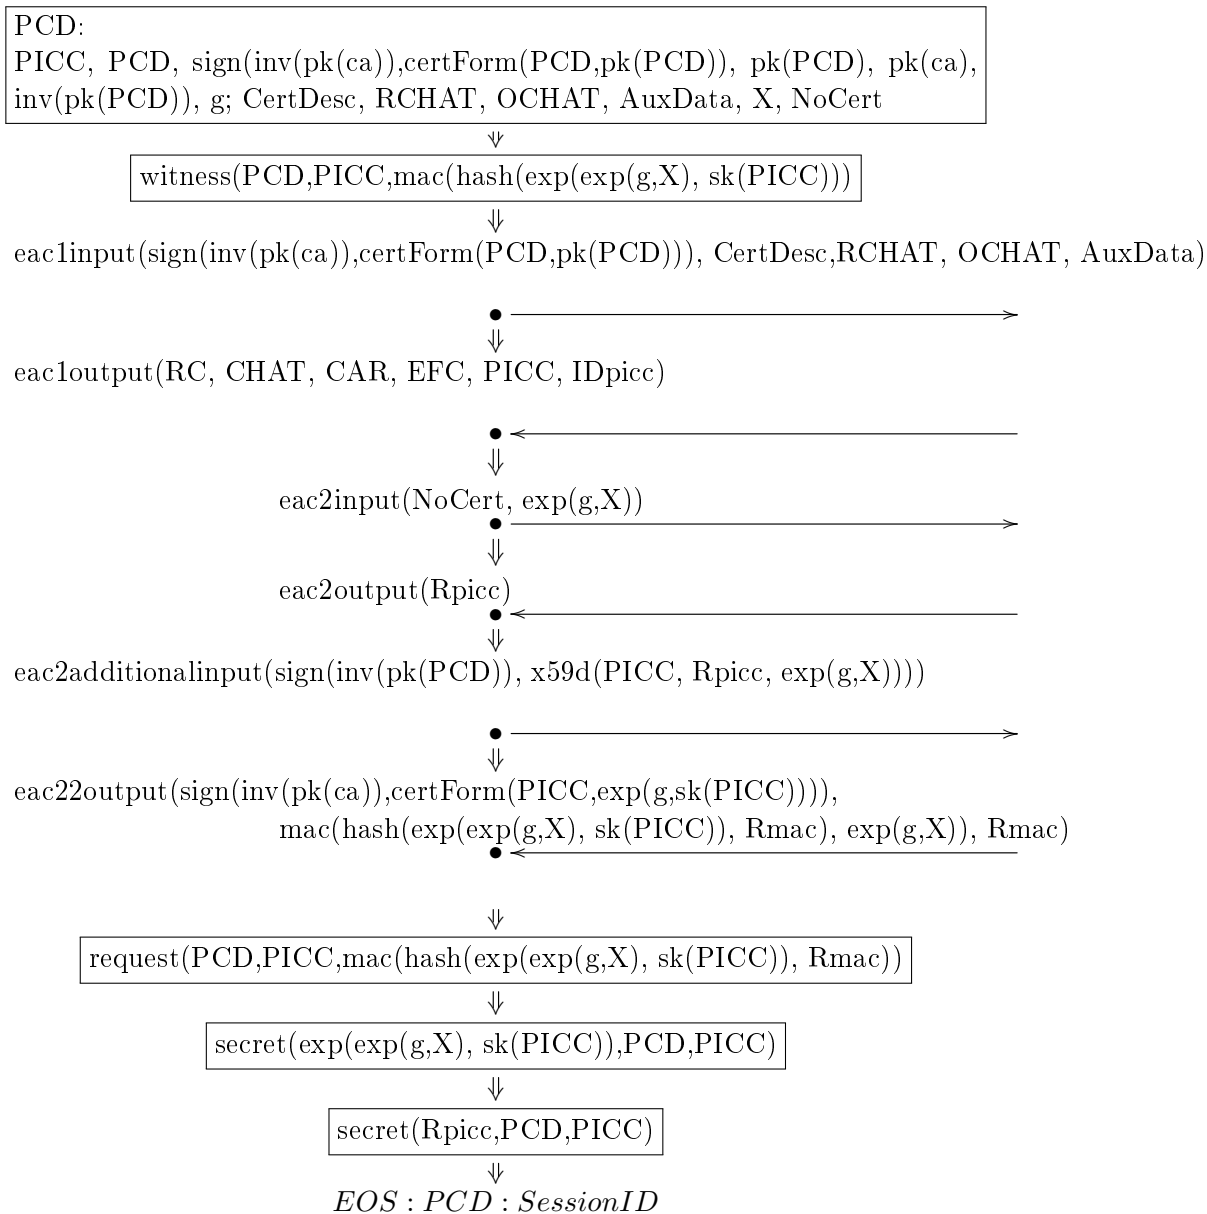 PCD:
PICC, PCD, sign(inv(pk(ca)),certForm(PCD,pk(PCD)), pk(PCD), pk(ca),
inv(pk(PCD)), g; CertDesc, RCHAT, OCHAT, AuxData, X, NoCert
⇓
witness(PCD,PICC,mac(hash(exp(exp(g,X), sk(PICC)))
⇓
eac1input(sign(inv(pk(ca)),certForm(PCD,pk(PCD))), CertDesc,RCHAT, OCHAT, AuxData)
⇓
eac1output(RC, CHAT, CAR, EFC, PICC, IDpicc)
⇓
eac2input(NoCert, exp(g,X))
⇓
eac2output(Rpicc)
⇓
eac2additionalinput(sign(inv(pk(PCD)), x59d(PICC, Rpicc, exp(g,X))))
⇓
eac22output(sign(inv(pk(ca)),certForm(PICC,exp(g,sk(PICC)))),
mac(hash(exp(exp(g,X), sk(PICC)), Rmac), exp(g,X)), Rmac)
⇓
request(PCD,PICC,mac(hash(exp(exp(g,X), sk(PICC)), Rmac))
⇓
secret(exp(exp(g,X), sk(PICC)),PCD,PICC)
⇓
secret(Rpicc,PCD,PICC)
⇓
EOS : PCD : SessionID